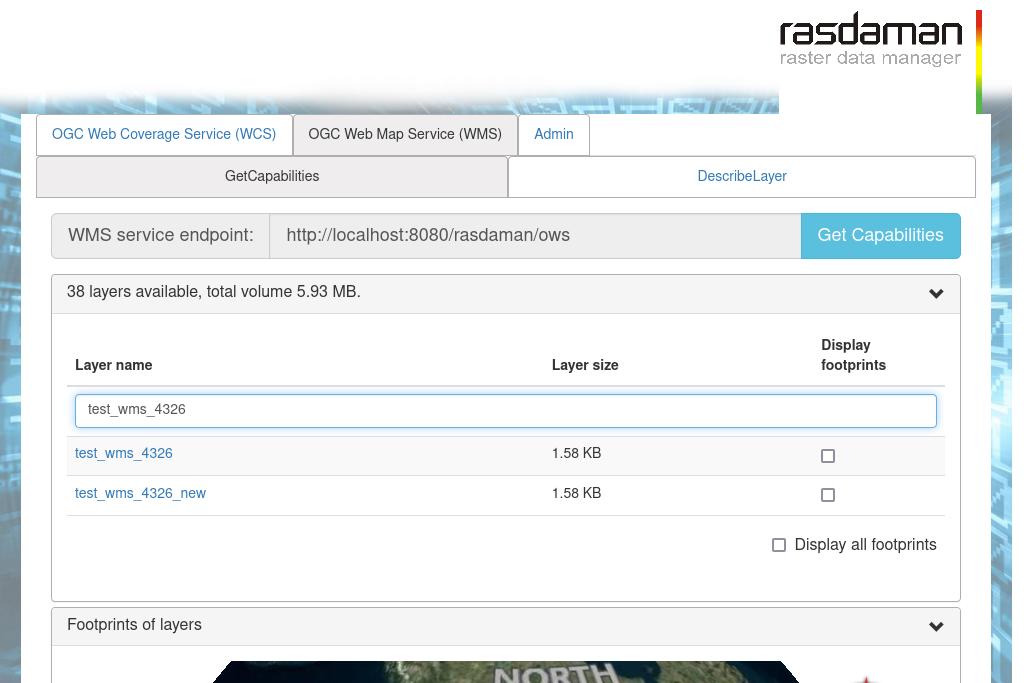 rasdaman
raster data manager
OGC Web Coverage Service (WCS)
OGC Web Map Service (WMS)
Admin
GetCapabilities
DescribeLayer
WMS service endpoint:
http://localhost:8080/rasdaman/ows
Get Capabilities
38 layers available, total volume 5.93 MB.
Layer name
Layer size
Display
footprints
test_wms_4326
test_wms_4326
1.58 KB
test_wms_4326_new
1.58 KB
Display all footprints
Footprints of layers
NORTH